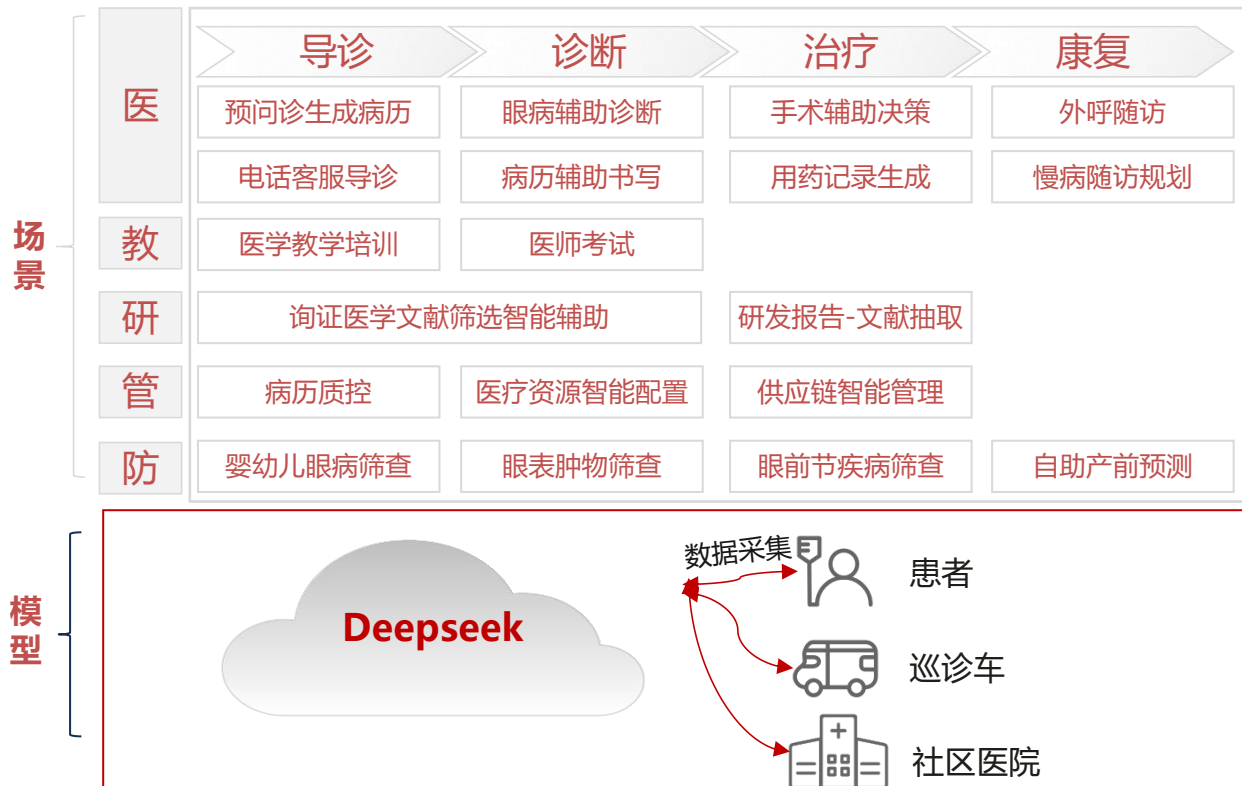 导诊 诊断 治疗 康复
医
预问诊生成病历 眼病辅助诊断 手术辅助决策 外呼随访
电话客服导诊 病历辅助书写 用药记录生成 慢病随访规划
场景
教 医学教学培训 医师考试
研 询证医学文献筛选智能辅助 研发报告-文献抽取
管 病历质控 医疗资源智能配置 供应链智能管理
防 婴幼儿眼病筛查 眼表肿物筛查 眼前节疾病筛查 自助产前预测
模型
Deepseek
数据采集
患者
巡诊车
社区医院